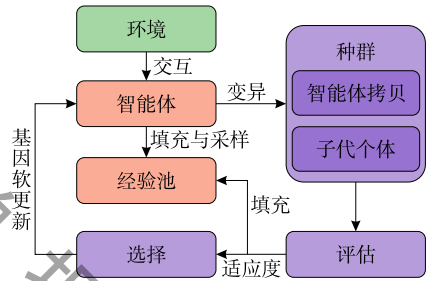 环境
交互
智能体
变异
种群
智能体拷贝
子代个体
填充与采样
经验池
基因软更新
填充
选择
适应度
评估